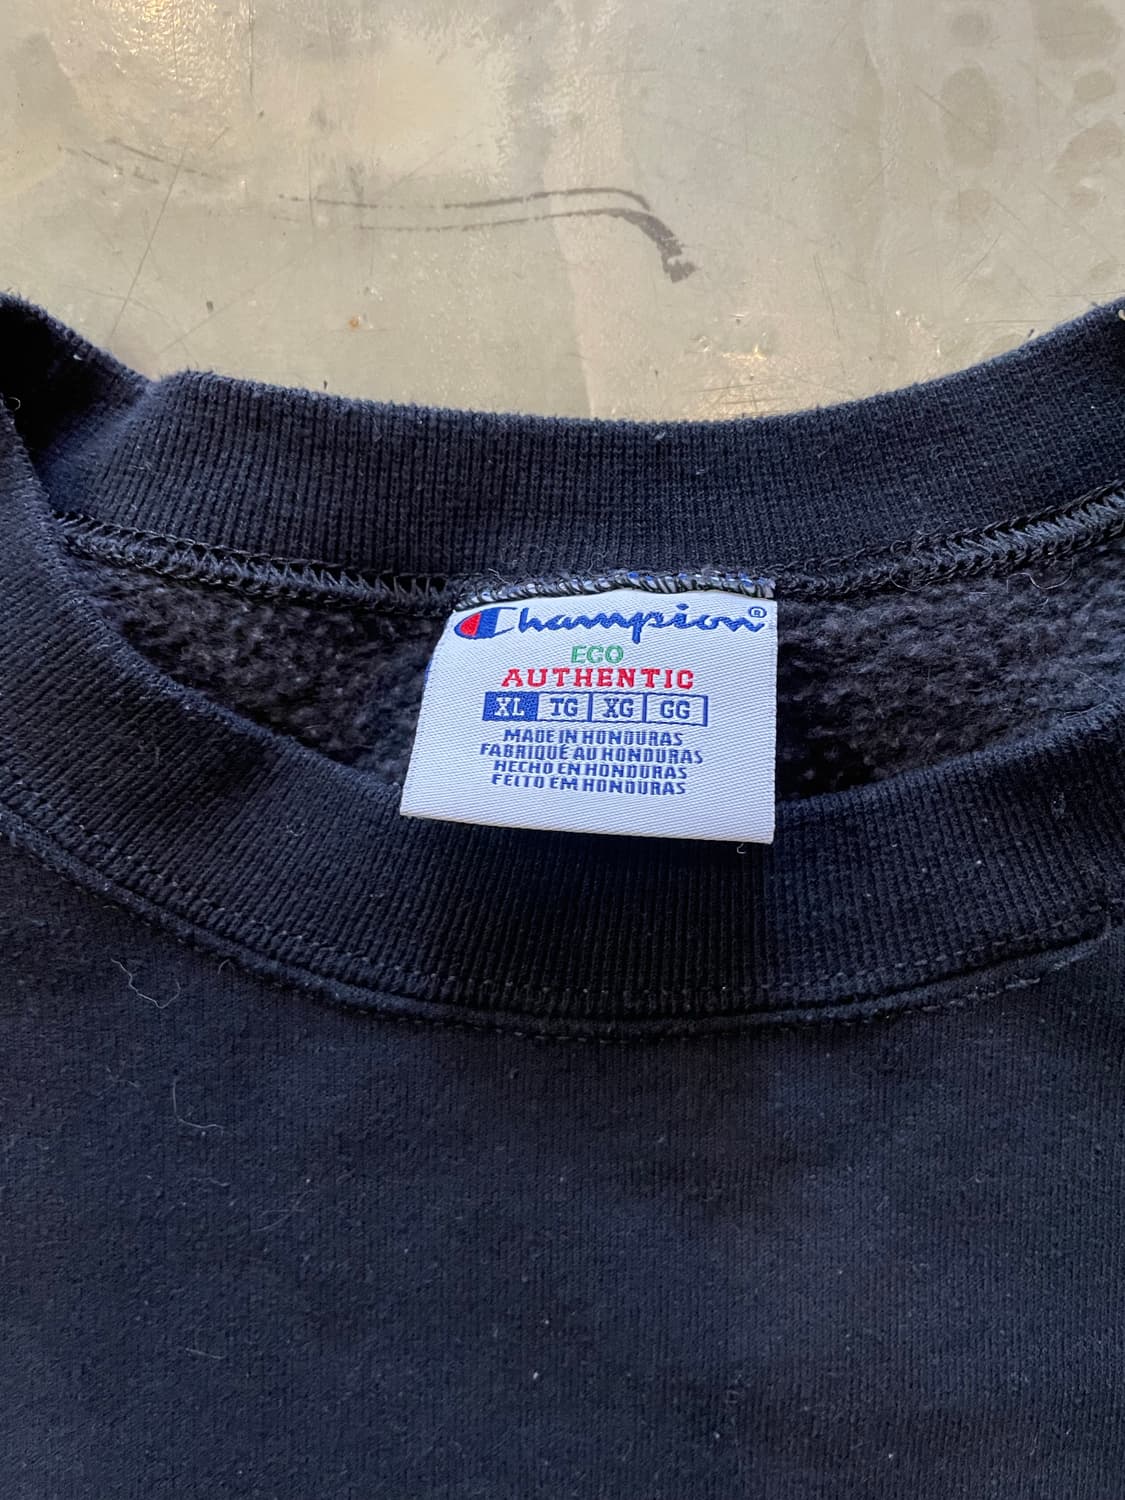 Champion®
ECO
AUTHENTIC
XL TG XG GG
MADE IN HONDURAS
FABRIQUÉ AU HONDURAS
HECHO EN HONDURAS
FEITO EM HONDURAS